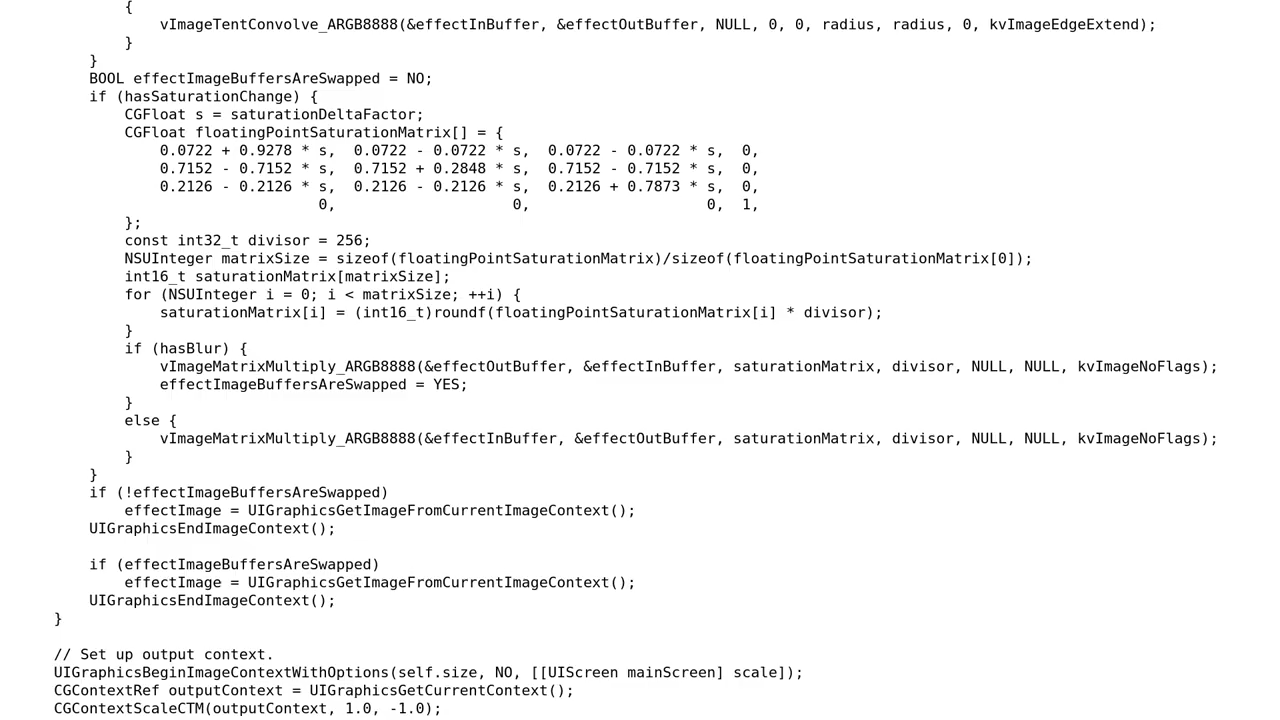 {
vImageTentConvolve_ARGB8888(&effectInBuffer, &effectOutBuffer, NULL, 0, 0, radius, radius, 0, kvImageEdgeExtend);
}
}
BOOL effectImageBuffersAreSwapped = NO;
if (hasSaturationChange) {
CGFloat s = saturationDeltaFactor;
CGFloat floatingPointSaturationMatrix[] = {
0.0722 + 0.9278 * s,  0.0722 - 0.0722 * s,  0.0722 - 0.0722 * s,  0,
0.7152 - 0.7152 * s,  0.7152 + 0.2848 * s,  0.7152 - 0.7152 * s,  0,
0.2126 - 0.2126 * s,  0.2126 - 0.2126 * s,  0.2126 + 0.7873 * s,  0,
0,                    0,                    0,  1,
};
const int32_t divisor = 256;
NSUInteger matrixSize = sizeof(floatingPointSaturationMatrix)/sizeof(floatingPointSaturationMatrix[0]);
int16_t saturationMatrix[matrixSize];
for (NSUInteger i = 0; i < matrixSize; ++i) {
saturationMatrix[i] = (int16_t)roundf(floatingPointSaturationMatrix[i] * divisor);
}
if (hasBlur) {
vImageMatrixMultiply_ARGB8888(&effectOutBuffer, &effectInBuffer, saturationMatrix, divisor, NULL, NULL, kvImageNoFlags);
effectImageBuffersAreSwapped = YES;
}
else {
vImageMatrixMultiply_ARGB8888(&effectInBuffer, &effectOutBuffer, saturationMatrix, divisor, NULL, NULL, kvImageNoFlags);
}
}
if (!effectImageBuffersAreSwapped)
effectImage = UIGraphicsGetImageFromCurrentImageContext();
UIGraphicsEndImageContext();
if (effectImageBuffersAreSwapped)
effectImage = UIGraphicsGetImageFromCurrentImageContext();
UIGraphicsEndImageContext();
}
// Set up output context.
UIGraphicsBeginImageContextWithOptions(self.size, NO, [[UIScreen mainScreen] scale]);
CGContextRef outputContext = UIGraphicsGetCurrentContext();
CGContextScaleCTM(outputContext, 1.0, -1.0);